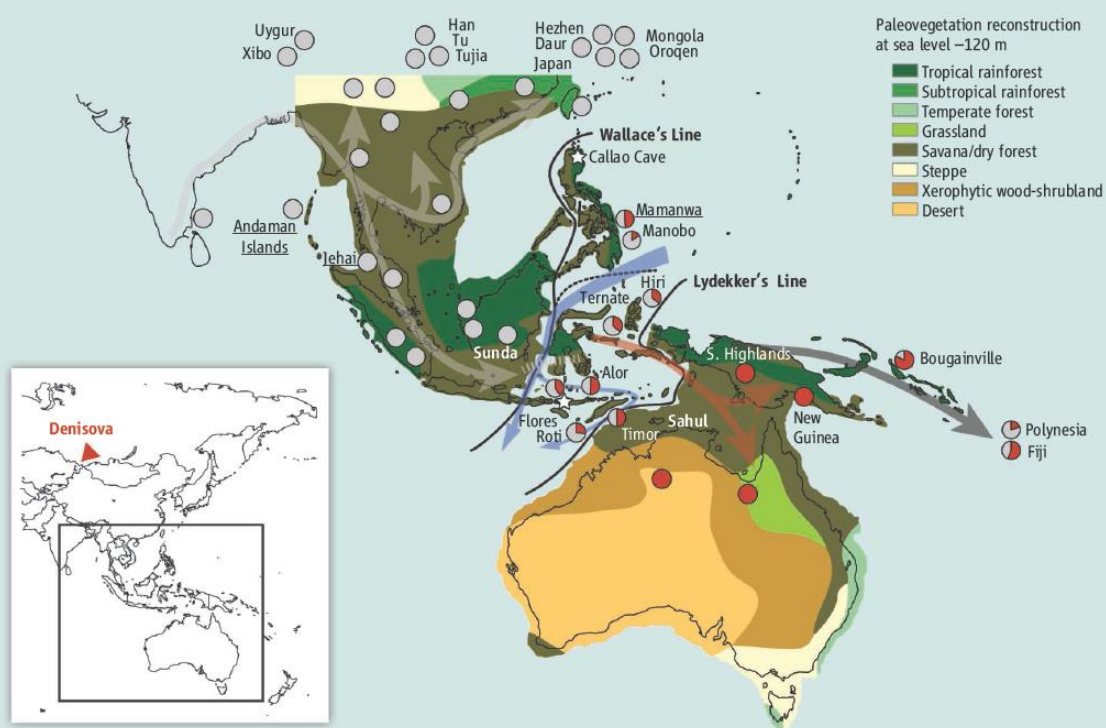 Uygur
Xibo
Han
Tu
Tujia
Hezhen
Daur
Japan
Mongola
Oroqen
Paleovegetation reconstruction
at sea level –120 m
Tropical rainforest
Subtropical rainforest
Temperate forest
Grassland
Savana/dry forest
Steppe
Xerophytic wood-shrubland
Desert
Wallace's Line
Callao Cave
Andaman
Islands
Mamanwa
Manobo
Jehai
Hiri
Ternate
Lydekker's Line
Sunda
S. Highlands
Bougainville
Alor
Flores
Roti
Timor
Sahul
New
Guinea
Polynesia
Fiji
Denisova